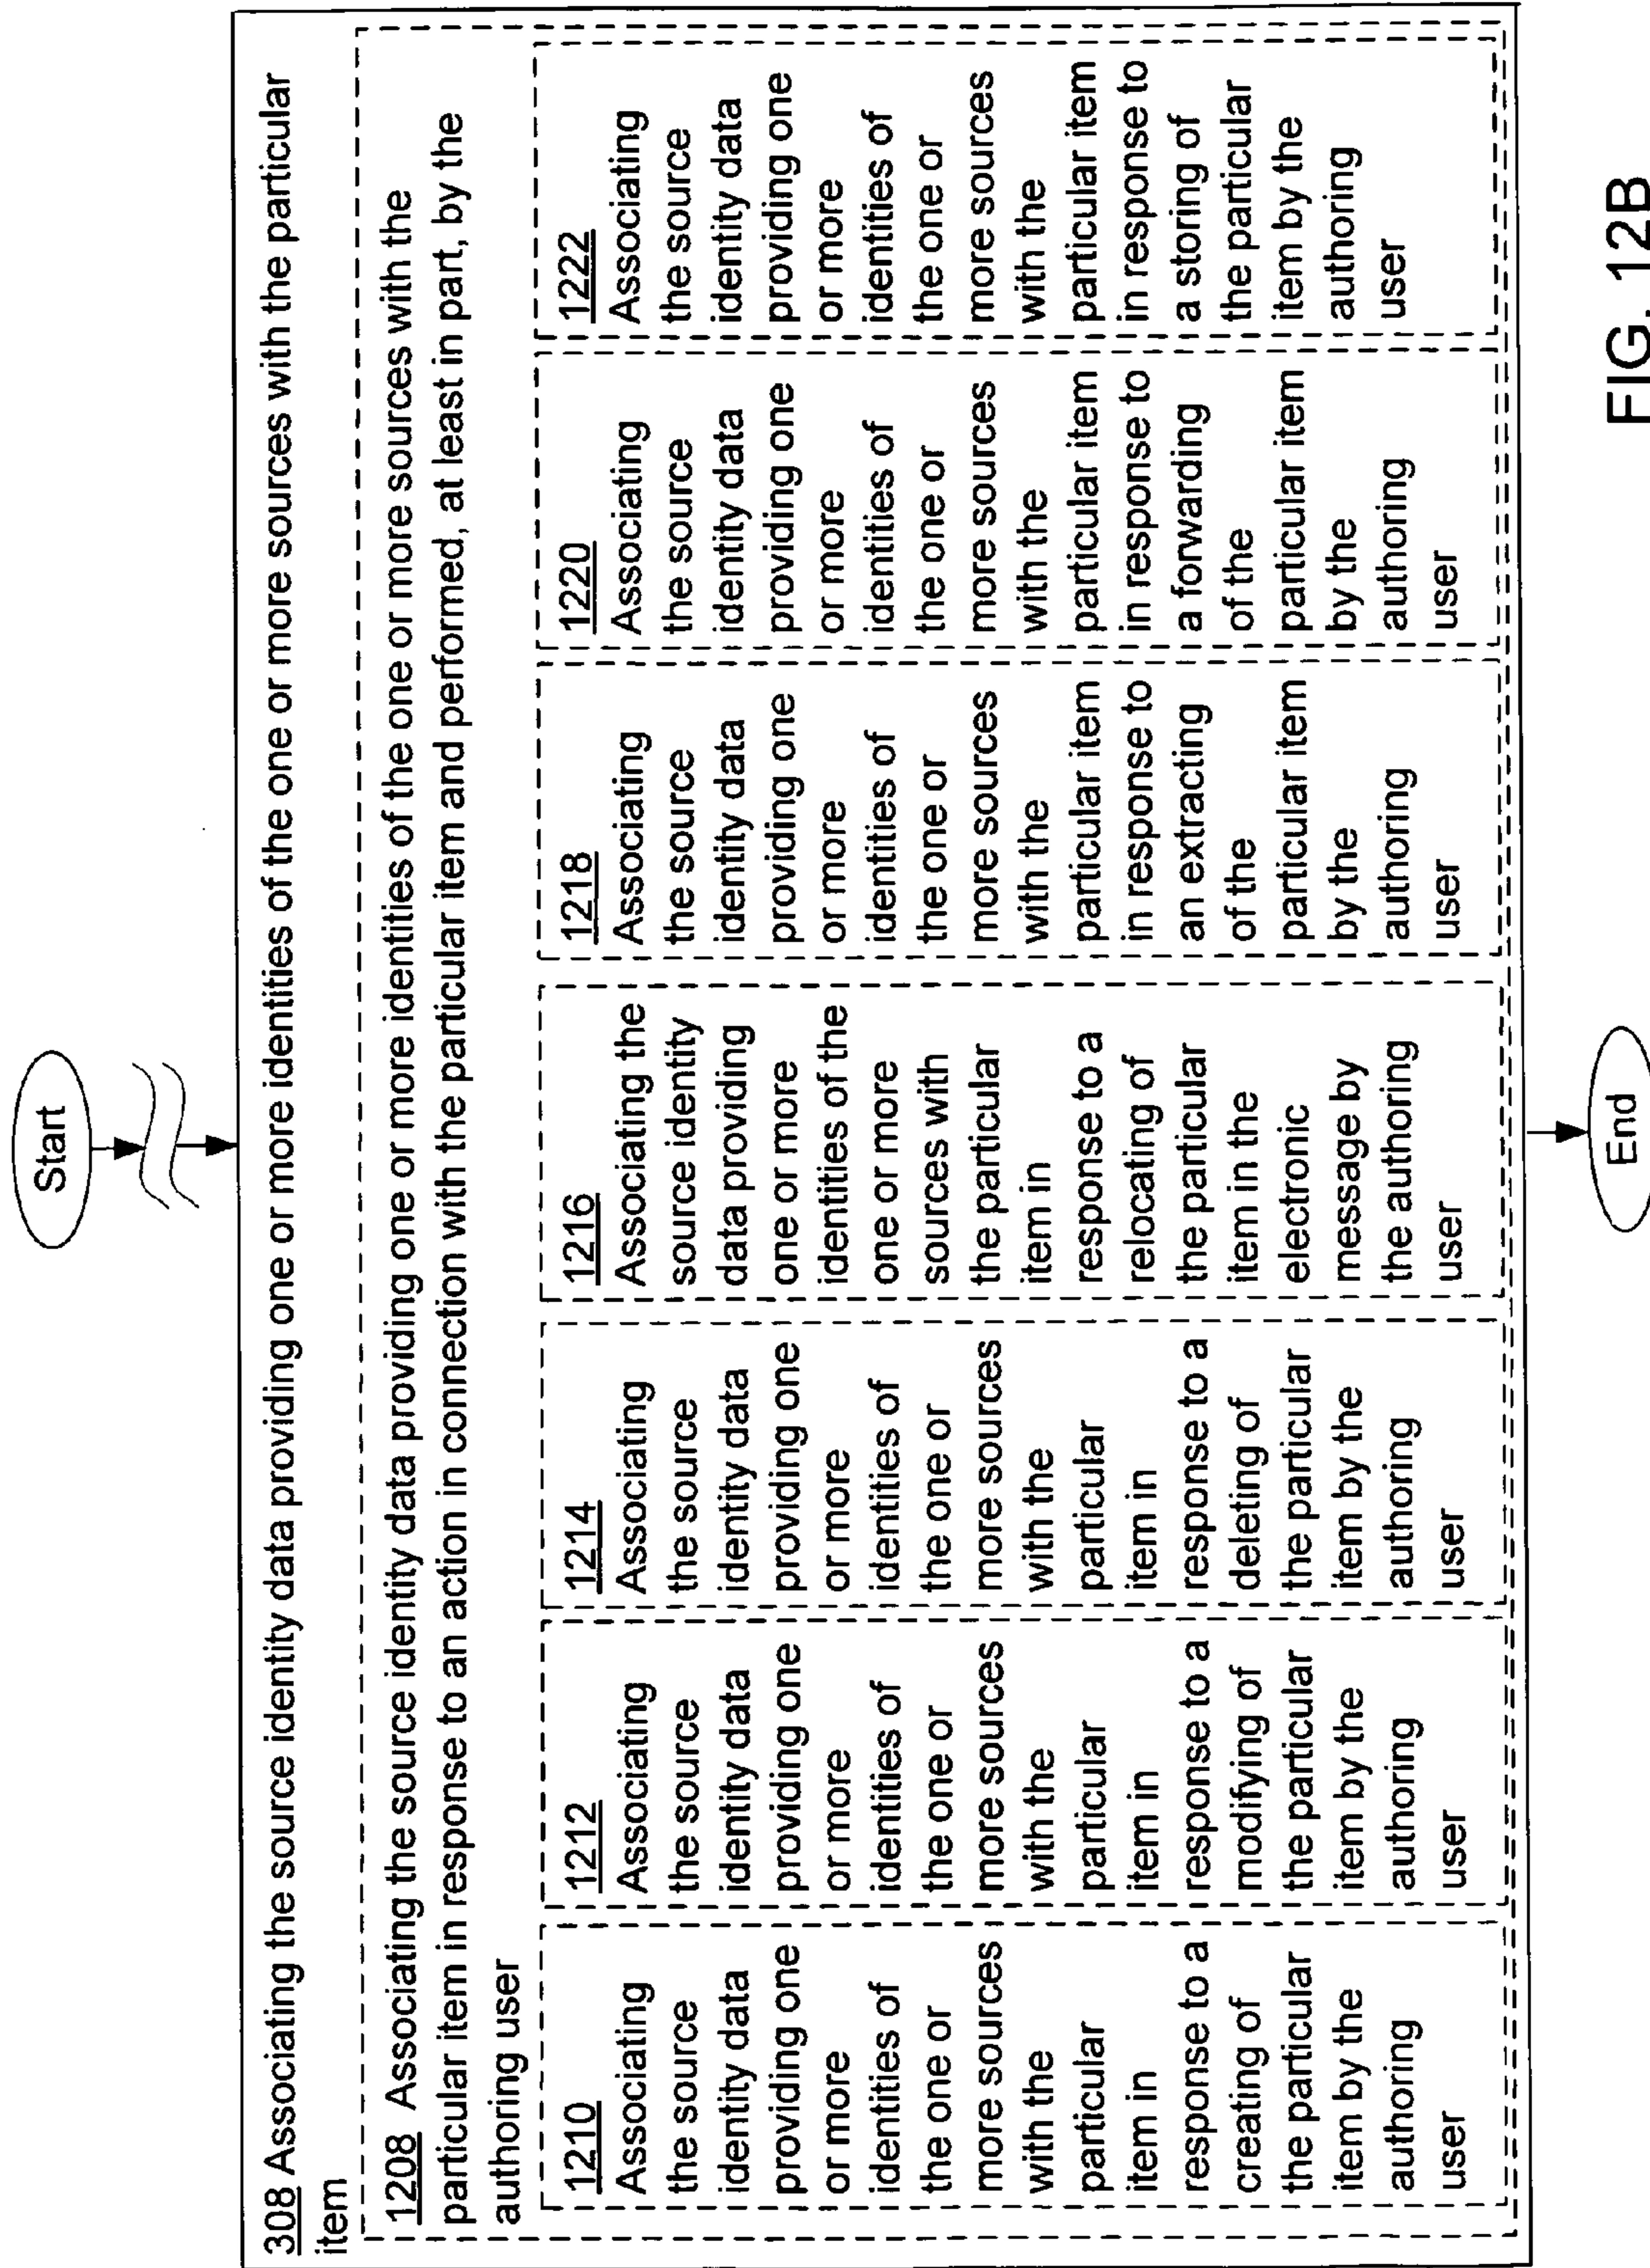 Start
308 Associating the source identity data providing one or more identities of the one or more sources with the particular
item
1208 Associating the source identity data providing one or more identities of the one or more sources with the
particular item in response to an action in connection with the particular item and performed, at least in part, by the
authoring user
1210
Associating
the source
identity data
providing one
or more
identities of
the one or
more sources
with the
particular
item in
response to a
creating of
the particular
item by the
authoring
user
1212
Associating
the source
identity data
providing one
or more
identities of
the one or
more sources
with the
particular
item in
response to a
modifying of
the particular
item by the
authoring
user
1214
Associating
the source
identity data
providing one
or more
identities of
the one or
more sources
with the
particular
item in
response to a
deleting of
the particular
item by the
authoring
user
1216
Associating the
source identity
data providing
one or more
identities of the
one or more
sources with
the particular
item in
response to a
relocating of
the particular
item in the
electronic
message by
the authoring
user
1218
Associating
the source
identity data
providing one
or more
identities of
the one or
more sources
with the
particular item
in response to
an extracting
of the
particular item
by the
authoring
user
1220
Associating
the source
identity data
providing one
or more
identities of
the one or
more sources
with the
particular item
in response to
a forwarding
of the
particular item
by the
authoring
user
1222
Associating
the source
identity data
providing one
or more
identities of
the one or
more sources
with the
particular item
in response to
a storing of
the particular
item by the
authoring
user
End
FIG. 12B